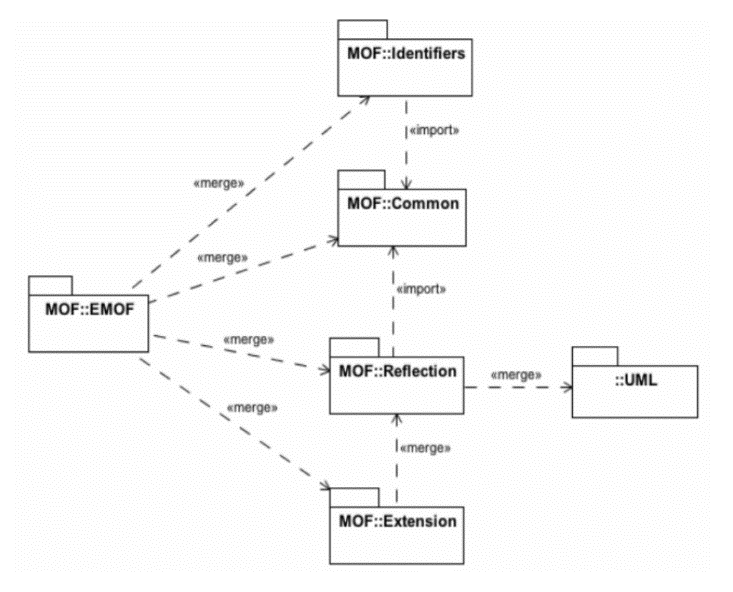 MOF::Identifiers
«import»
«merge»
MOF::Common
«merge»
«import»
MOF::EMOF
«merge»
MOF::Reflection
«merge»
::UML
«merge»
«merge»
MOF::Extension